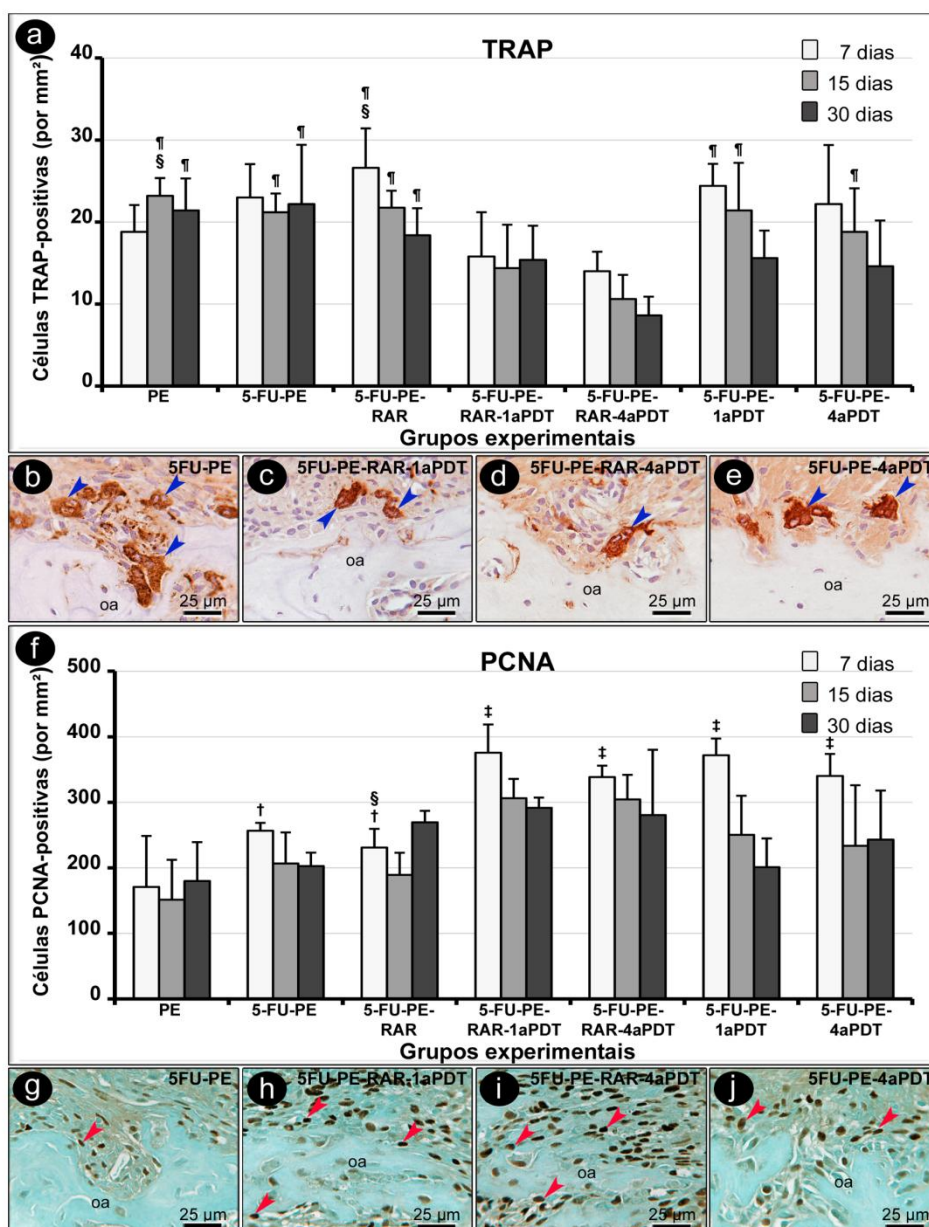 a
TRAP
7 dias
15 dias
30 dias
Células TRAP-positivas (por mm²)
40
30
20
10
0
¶
§
¶
¶
¶
¶
§
¶
¶
¶
¶
¶
PE
5-FU-PE
5-FU-PE-
RAR
5-FU-PE-
RAR-1aPDT
5-FU-PE-
RAR-4aPDT
5-FU-PE-
1aPDT
5-FU-PE-
4aPDT
Grupos experimentais
b
5FU-PE
oa
25 µm
c
5FU-PE-RAR-1aPDT
oa
25 µm
d
5FU-PE-RAR-4aPDT
oa
25 µm
e
5FU-PE-4aPDT
oa
25 µm
f
PCNA
7 dias
15 dias
30 dias
Células PCNA-positivas (por mm²)
500
400
300
200
100
0
†
§
†
‡
‡
‡
‡
PE
5-FU-PE
5-FU-PE-
RAR
5-FU-PE-
RAR-1aPDT
5-FU-PE-
RAR-4aPDT
5-FU-PE-
1aPDT
5-FU-PE-
4aPDT
Grupos experimentais
g
5FU-PE
oa
25 µm
h
5FU-PE-RAR-1aPDT
oa
25 µm
i
5FU-PE-RAR-4aPDT
oa
25 µm
j
5FU-PE-4aPDT
oa
25 µm